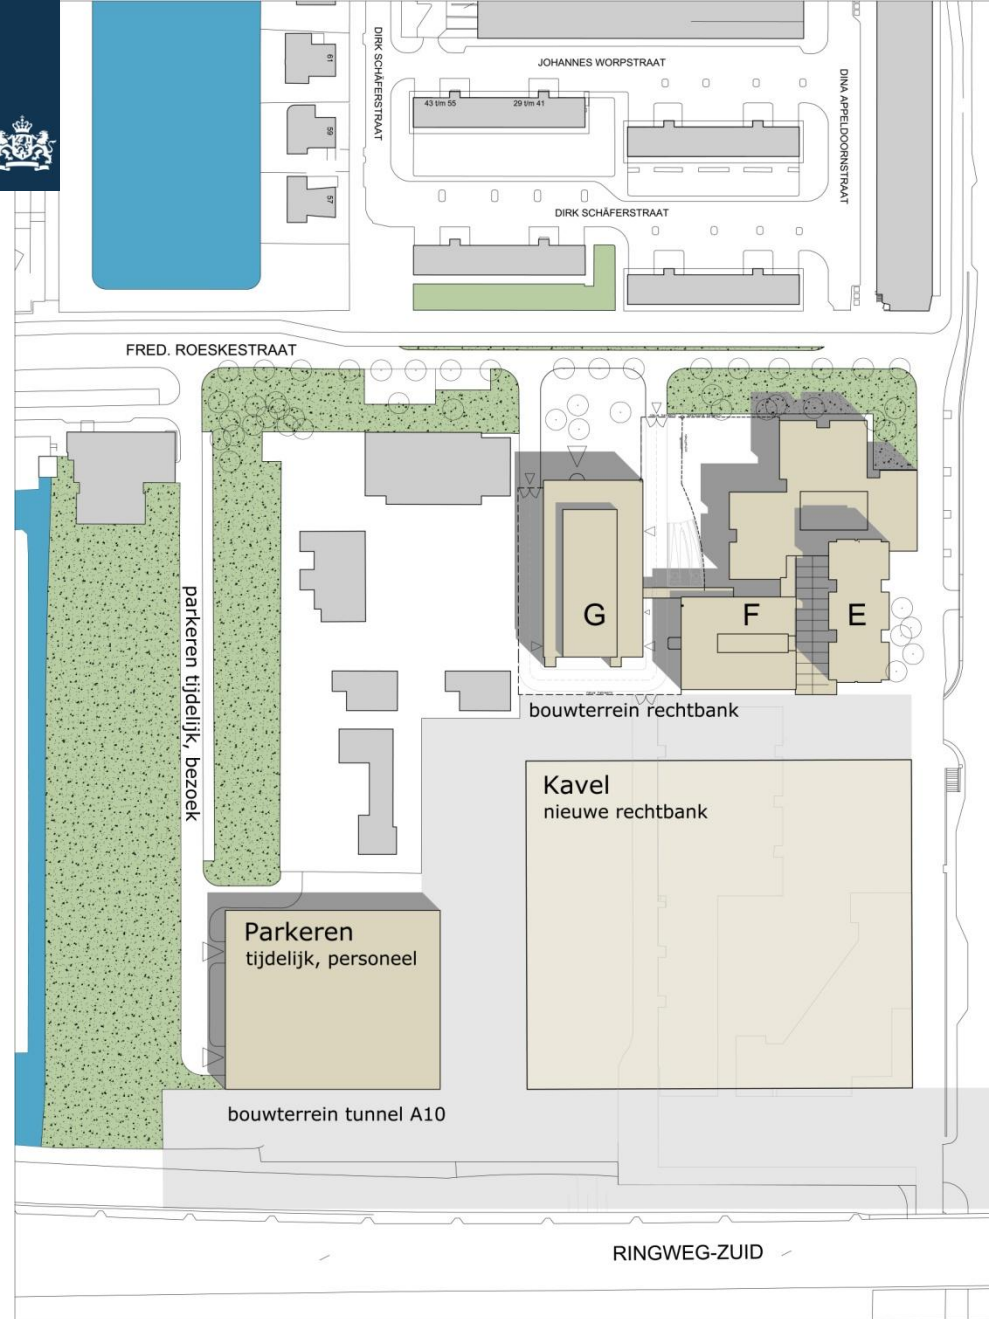 DIRK SCHÄFERSTRAAT
JOHANNES WORPSTRAAT
DINA APPELDOORNSTRAAT
61
59
57
43 t/m 55
29 t/m 41
DIRK SCHÄFERSTRAAT
FRED. ROESKESTRAAT
parkeren tijdelijk, bezoek
G
F
E
bouwterrein rechtbank
Kavel
nieuwe rechtbank
Parkeren
tijdelijk, personeel
bouwterrein tunnel A10
RINGWEG-ZUID